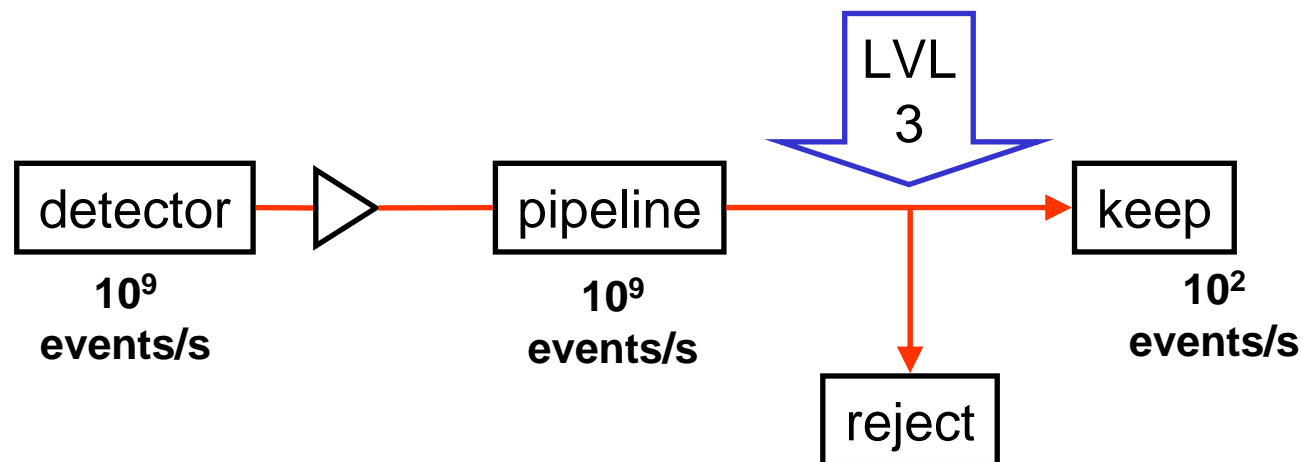 LVL
3
detector
pipeline
keep
10⁹
events/s
10⁹
events/s
10²
events/s
reject